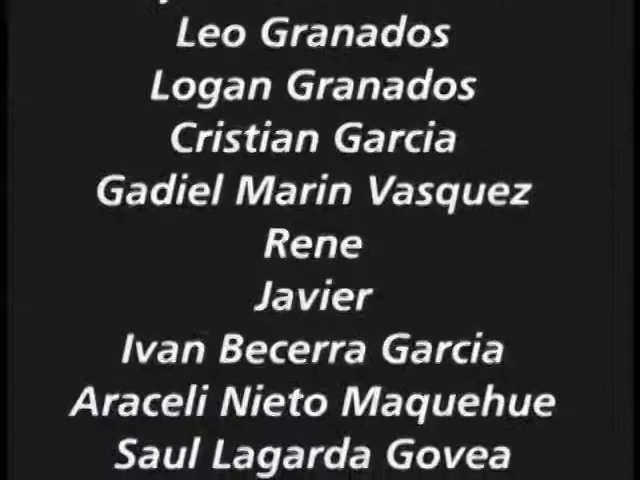 Leo Granados
Logan Granados
Cristian Garcia
Gadiel Marin Vasquez
Rene
Javier
Ivan Becerra Garcia
Araceli Nieto Maquehue
Saul Lagarda Govea